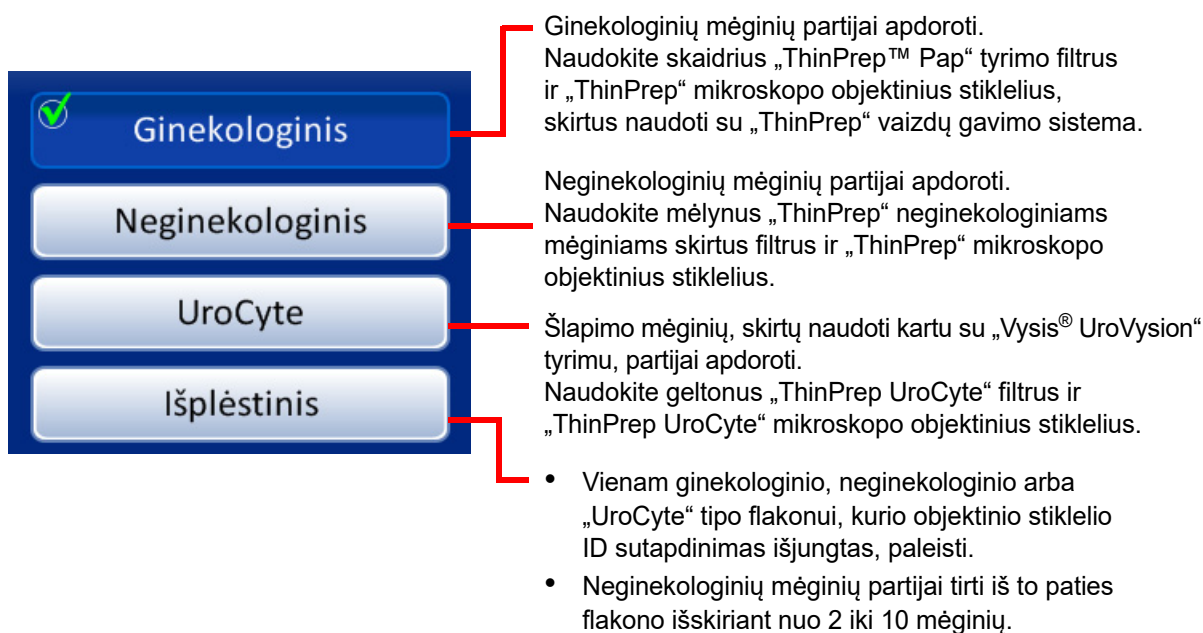 Ginekologinis
Neginekologinis
UroCyte
Išplėstinis
Ginekologinių mėginių partijai apdoroti.
Naudokite skaidrius „ThinPrep™ Pap“ tyrimo filtrus
ir „ThinPrep“ mikroskopo objektinius stiklelius,
skirtus naudoti su „ThinPrep“ vaizdų gavimo sistema.
Neginekologinių mėginių partijai apdoroti.
Naudokite mėlynus „ThinPrep“ neginekologiniams
mėginiams skirtus filtrus ir „ThinPrep“ mikroskopo
objektinius stiklelius.
Šlapimo mėginių, skirtų naudoti kartu su „Vysis® UroVysion“
tyrimu, partijai apdoroti.
Naudokite geltonus „ThinPrep UroCyte“ filtrus ir
„ThinPrep UroCyte“ mikroskopo objektinius stiklelius.
• Vienam ginekologinio, neginekologinio arba
„UroCyte“ tipo flakonui, kurio objektinio stiklelio
ID sutapdinimas išjungtas, paleisti.
• Neginekologinių mėginių partijai tirti iš to paties
flakono išskiriant nuo 2 iki 10 mėginių.